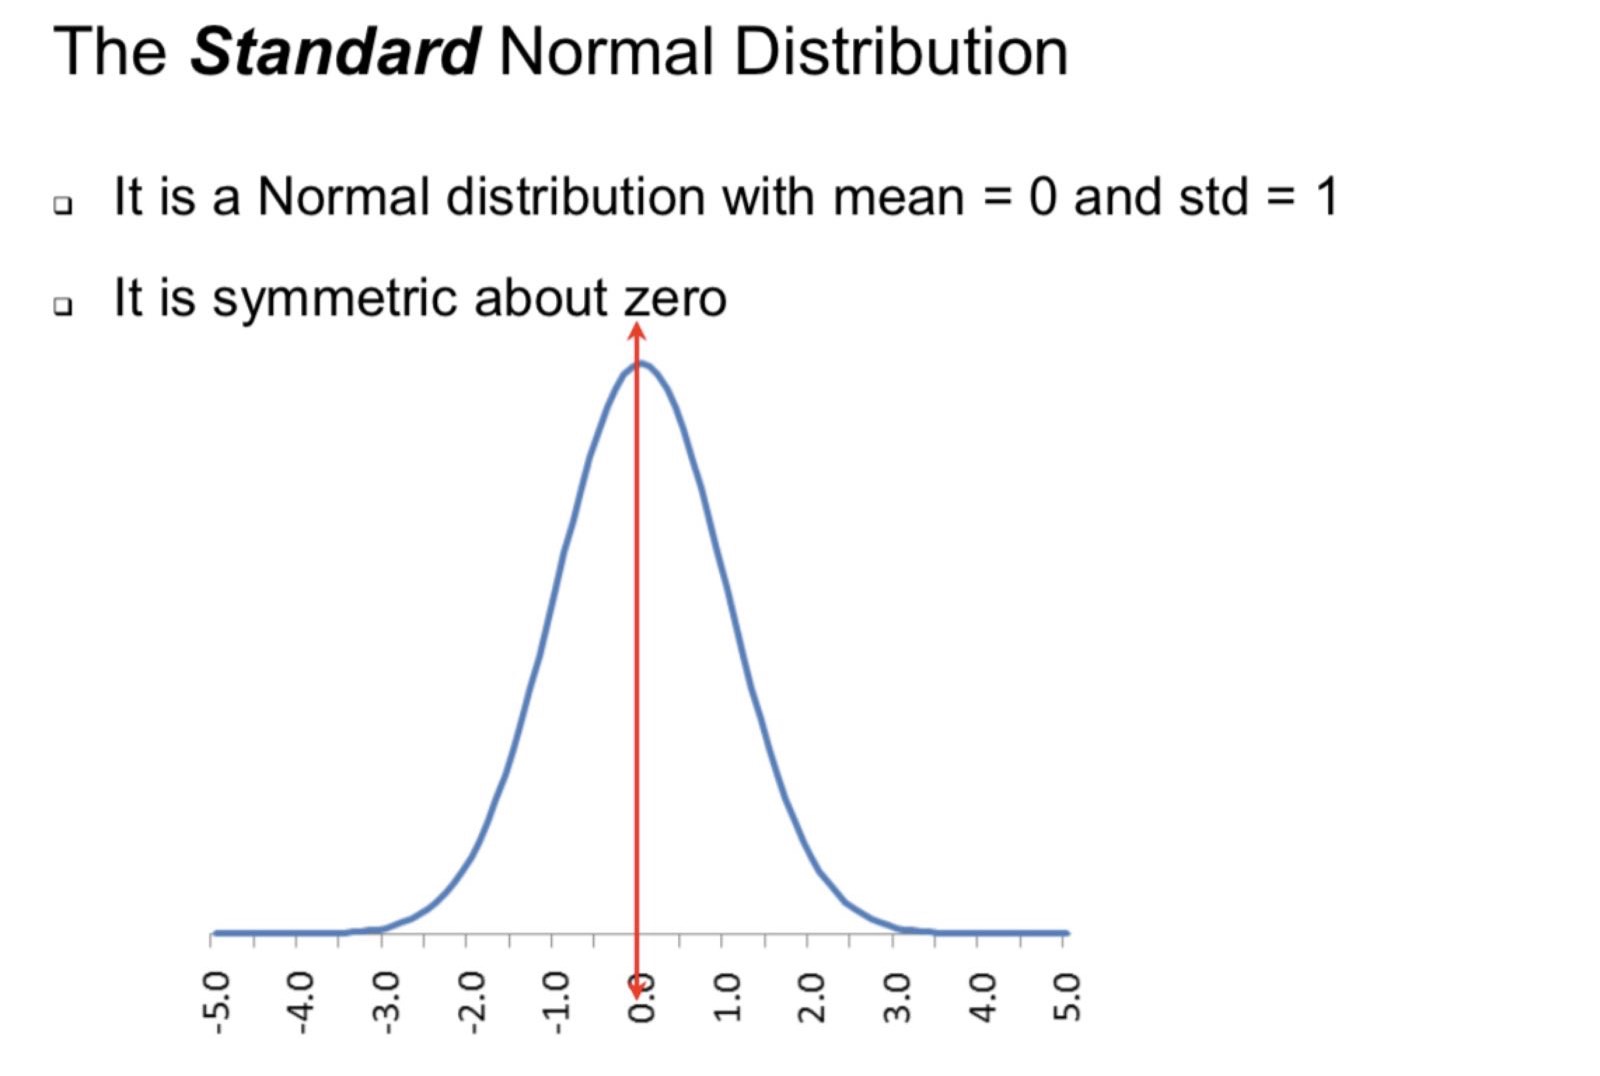 The Standard Normal Distribution
It is a Normal distribution with mean = 0 and std = 1
It is symmetric about zero
-5.0 -4.0 -3.0 -2.0 -1.0 0.0 1.0 2.0 3.0 4.0 5.0